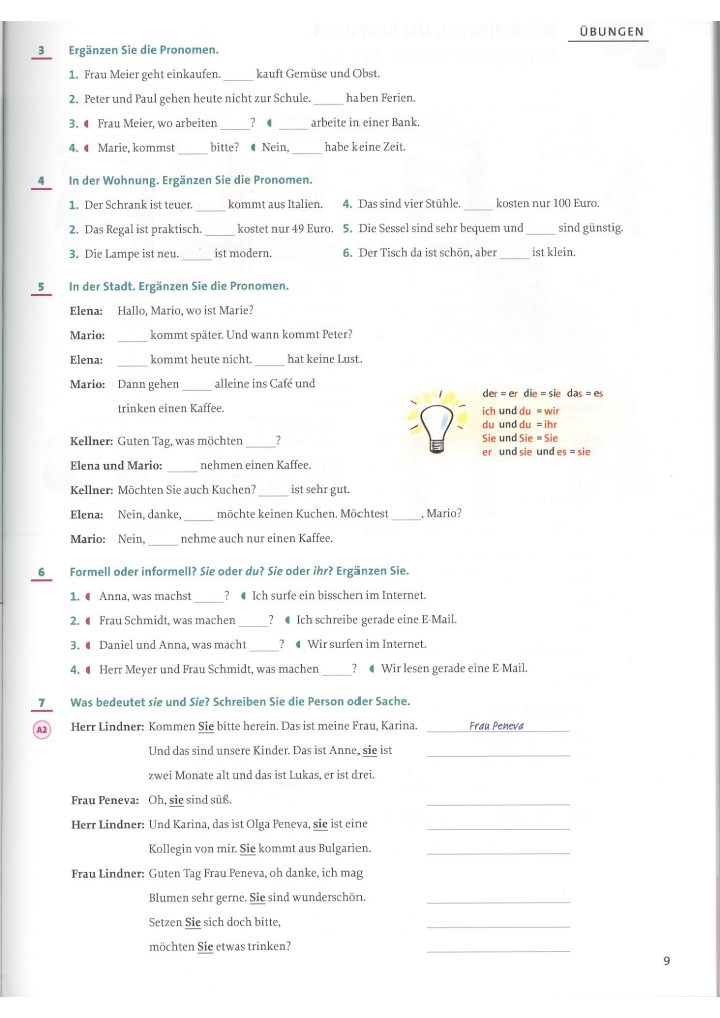 ÜBUNGEN
3 Ergänzen Sie die Pronomen.
1. Frau Meier geht einkaufen. _____ kauft Gemüse und Obst.
2. Peter und Paul gehen heute nicht zur Schule. _____ haben Ferien.
3. Frau Meier, wo arbeiten _____? _____ arbeite in einer Bank.
4. Marie, kommst _____ bitte? Nein, _____ habe keine Zeit.
4 In der Wohnung. Ergänzen Sie die Pronomen.
1. Der Schrank ist teuer. _____ kommt aus Italien.
2. Das Regal ist praktisch. _____ kostet nur 49 Euro.
3. Die Lampe ist neu. _____ ist modern.
4. Das sind vier Stühle. _____ kosten nur 100 Euro.
5. Die Sessel sind sehr bequem und _____ sind günstig.
6. Der Tisch da ist schön, aber _____ ist klein.
5 In der Stadt. Ergänzen Sie die Pronomen.
Elena: Hallo, Mario, wo ist Marie?
Mario: _____ kommt später. Und wann kommt Peter?
Elena: _____ kommt heute nicht. _____ hat keine Lust.
Mario: Dann gehen _____ alleine ins Café und
trinken einen Kaffee.
Kellner: Guten Tag, was möchten _____?
Elena und Mario: _____ nehmen einen Kaffee.
Kellner: Möchten Sie auch Kuchen? _____ ist sehr gut.
Elena: Nein, danke, _____ möchte keinen Kuchen. Möchtest _____, Mario?
Mario: Nein, _____ nehme auch nur einen Kaffee.
der = er die = sie das = es
ich und du = wir
du und du = ihr
Sie und Sie = Sie
er und sie und es = sie
6 Formell oder informell? Sie oder du? Sie oder ihr? Ergänzen Sie.
1. Anna, was machst _____? Ich surfe ein bisschen im Internet.
2. Frau Schmidt, was machen _____? Ich schreibe gerade eine E-Mail.
3. Daniel und Anna, was macht _____? Wir surfen im Internet.
4. Herr Meyer und Frau Schmidt, was machen _____? Wir lesen gerade eine E-Mail.
7 Was bedeutet sie und Sie? Schreiben Sie die Person oder Sache.
A2
Herr Lindner: Kommen Sie bitte herein. Das ist meine Frau, Karina. Frau Peneva
Und das sind unsere Kinder. Das ist Anne, sie ist
zwei Monate alt und das ist Lukas, er ist drei.
Frau Peneva: Oh, sie sind süß.
Herr Lindner: Und Karina, das ist Olga Peneva, sie ist eine
Kollegin von mir. Sie kommt aus Bulgarien.
Frau Lindner: Guten Tag Frau Peneva, oh danke, ich mag
Blumen sehr gerne. Sie sind wunderschön.
Setzen Sie sich doch bitte,
möchten Sie etwas trinken?
9